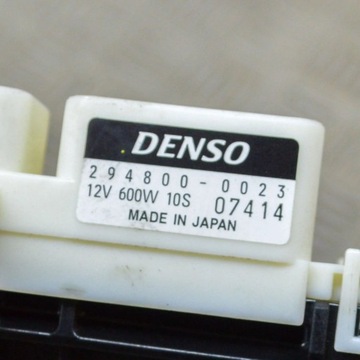 DENSO
294800-0023
12V 600W 10S 07414
MADE IN JAPAN